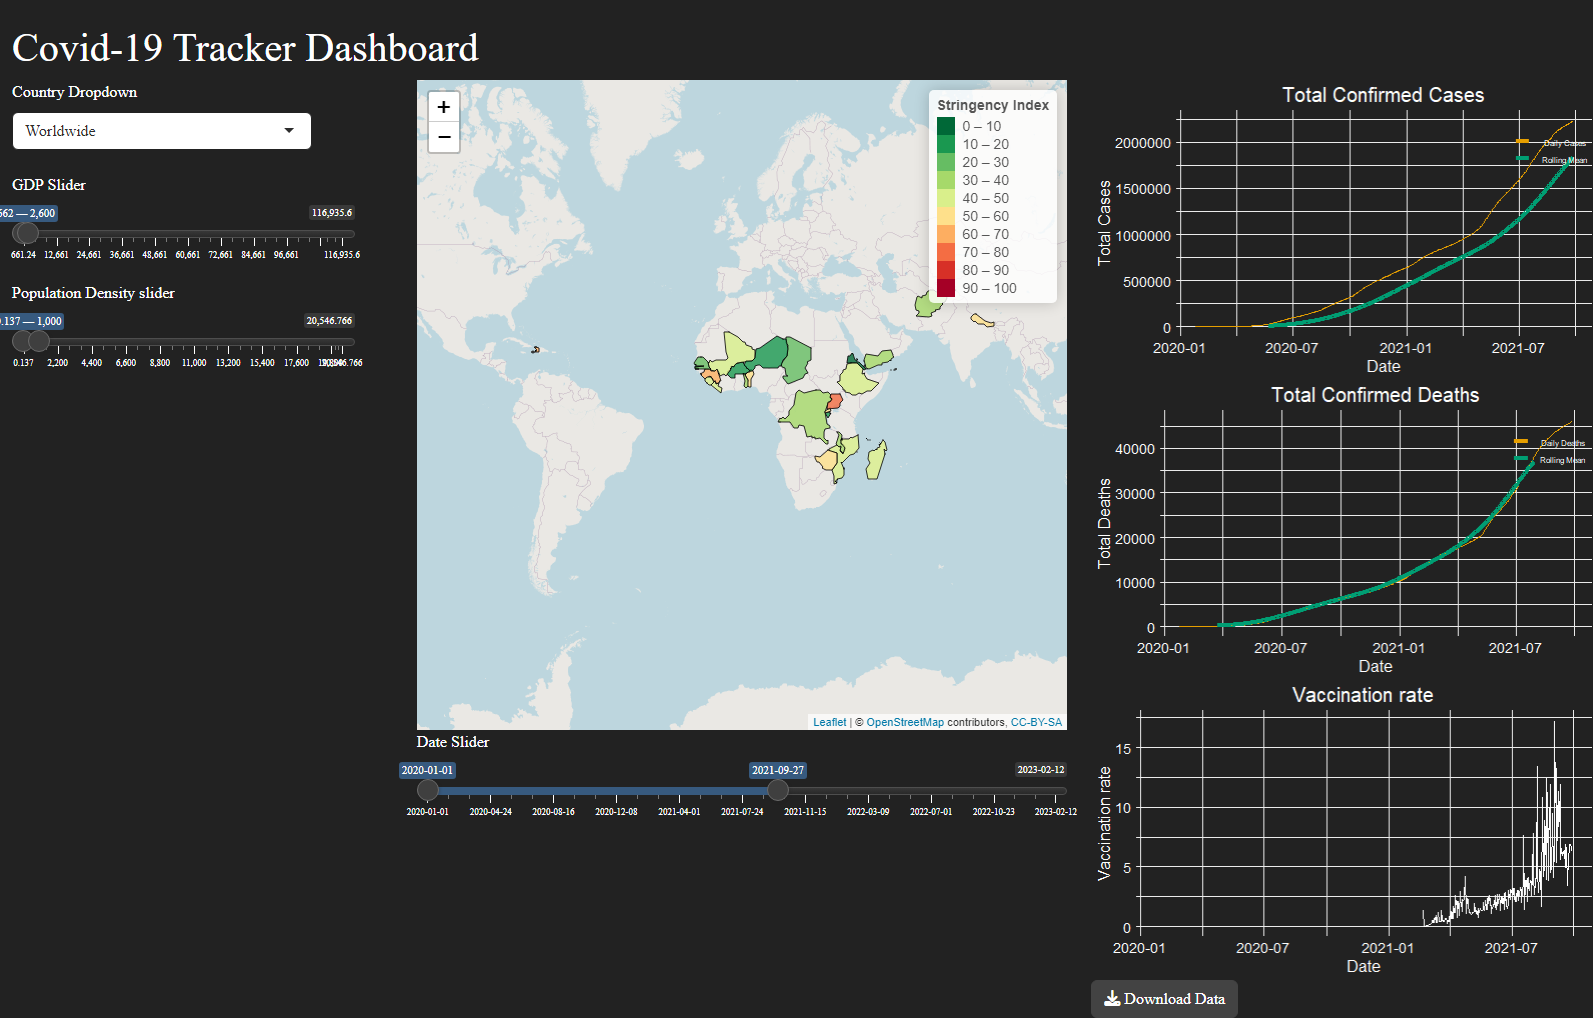 Covid-19 Tracker Dashboard
Country Dropdown
Worldwide
GDP Slider
562 — 2,600
116,935.6
661.24 12,661 24,661 36,661 48,661 60,661 72,661 84,661 96,661 116,935.6
Population Density slider
0.137 — 1,000
20,546.766
0.137 2,200 4,400 6,600 8,800 11,000 13,200 15,400 17,600
+
−
Stringency Index
0 – 10
10 – 20
20 – 30
30 – 40
40 – 50
50 – 60
60 – 70
70 – 80
80 – 90
90 – 100
Leaflet | © OpenStreetMap contributors, CC-BY-SA
Date Slider
2020-01-01
2021-09-27
2023-02-12
2020-01-01 2020-04-24 2020-08-16 2020-12-08 2021-04-01 2021-07-24 2021-11-15 2022-03-09 2022-07-01 2022-10-23 2023-02-12
Total Confirmed Cases
Total Cases
2000000
1500000
1000000
500000
0
Daily Cases
Rolling Mean
2020-01 2020-07 2021-01 2021-07
Date
Total Confirmed Deaths
Total Deaths
40000
30000
20000
10000
0
Daily Deaths
Rolling Mean
2020-01 2020-07 2021-01 2021-07
Date
Vaccination rate
Vaccination rate
15
10
5
0
2020-01 2020-07 2021-01 2021-07
Date
Download Data